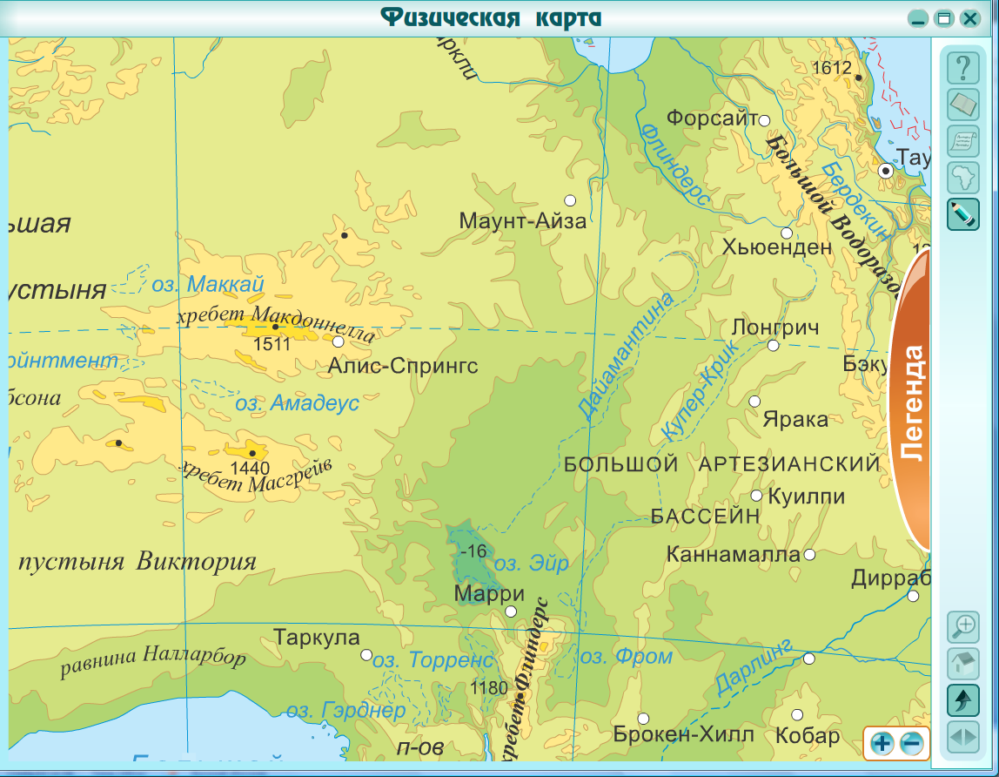 Физическая карта
ркли
1612
Форсайт
Флиндерс
Большой Водоразд
Бердекин
Тау
ьшая
Маунт-Айза
Хьюенден
12
устыня
оз. Маккай
хребет Макдоннелла
1511
Лонгрич
ойнтмент
Алис-Спрингс
Дайамантина
Купер-Крик
Бэку
Легенда
бсона
оз. Амадеус
Ярака
1440
хребет Масгрейв
БОЛЬШОЙ АРТЕЗИАНСКИЙ
БАССЕЙН
Куилпи
-16
оз. Эйр
пустыня Виктория
Каннамалла
Дирраб
Марри
Таркула
равнина Налларбор
оз. Торренс
хребет Флиндерс
оз. Фром
Дарлинг
1180
оз. Гэрднер
п-ов
Брокен-Хилл
Кобар